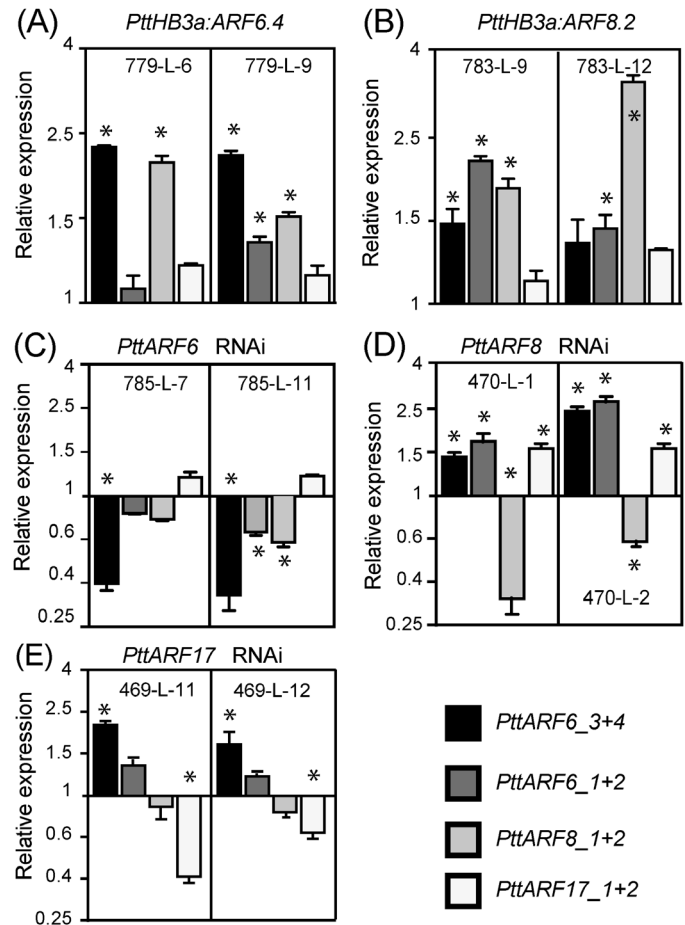 (A) PttHB3a:ARF6.4
4
779-L-6 779-L-9
* * * * *
2.5
1.5
1
Relative expression
(B) PttHB3a:ARF8.2
4
783-L-9 783-L-12
* * * * *
2.5
1.5
1
Relative expression
(C) PttARF6 RNAi
4
785-L-7 785-L-11
2.5
1.5
* * * *
1
0.6
0.4
0.25
Relative expression
(D) PttARF8 RNAi
4
470-L-1
2.5
1.5
* * * * * * * *
1
0.6
0.4
470-L-2
0.25
Relative expression
(E) PttARF17 RNAi
4
469-L-11 469-L-12
2.5
1.5
* * * *
1
0.6
0.4
0.25
Relative expression
PttARF6_3+4
PttARF6_1+2
PttARF8_1+2
PttARF17_1+2